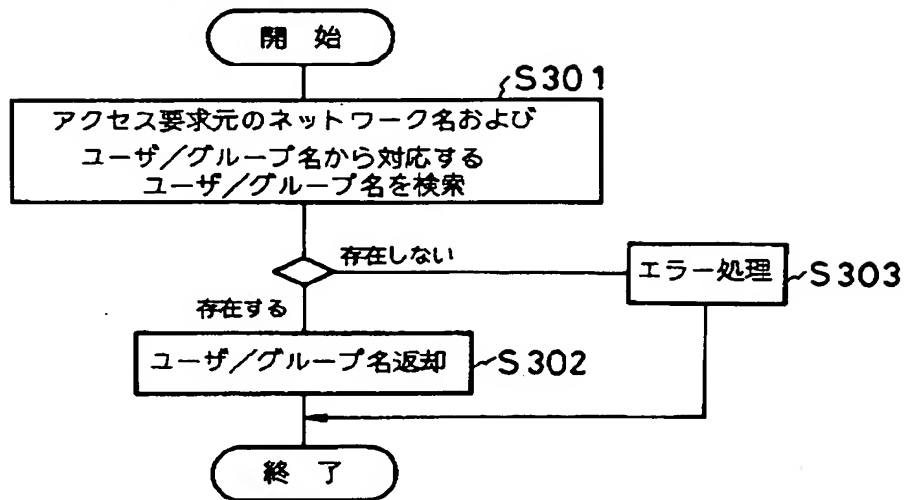 開 始
S301
アクセス要求元のネットワーク名および
ユーザ/グループ名から対応する
ユーザ/グループ名を検索
存在しない
エラー処理
S303
存在する
ユーザ/グループ名返却
S302
終 了